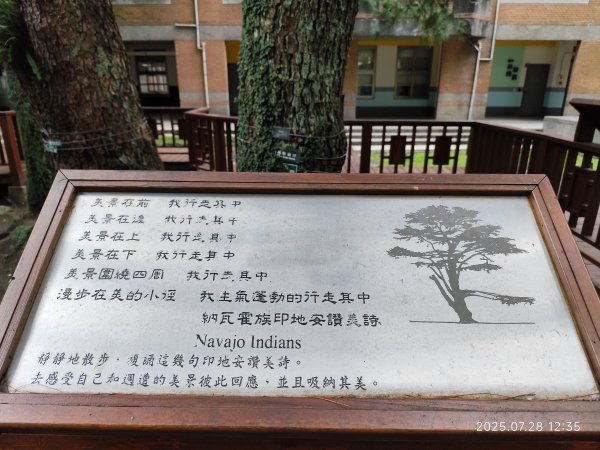 美景在前 我行走其中
美景在邊 我行走其中
美景在上 我行走其中
美景在下 我行走其中
美景圍繞四周 我行走其中
漫步在美的小徑 我生氣蓬勃的行走其中
納瓦霍族印地安讚美詩
Navajo Indians
靜靜地散步,複誦這幾句印地安讚美詩。
去感受自己和週遭的美景彼此回應,並且吸納其美。
2025.07.28 12:35